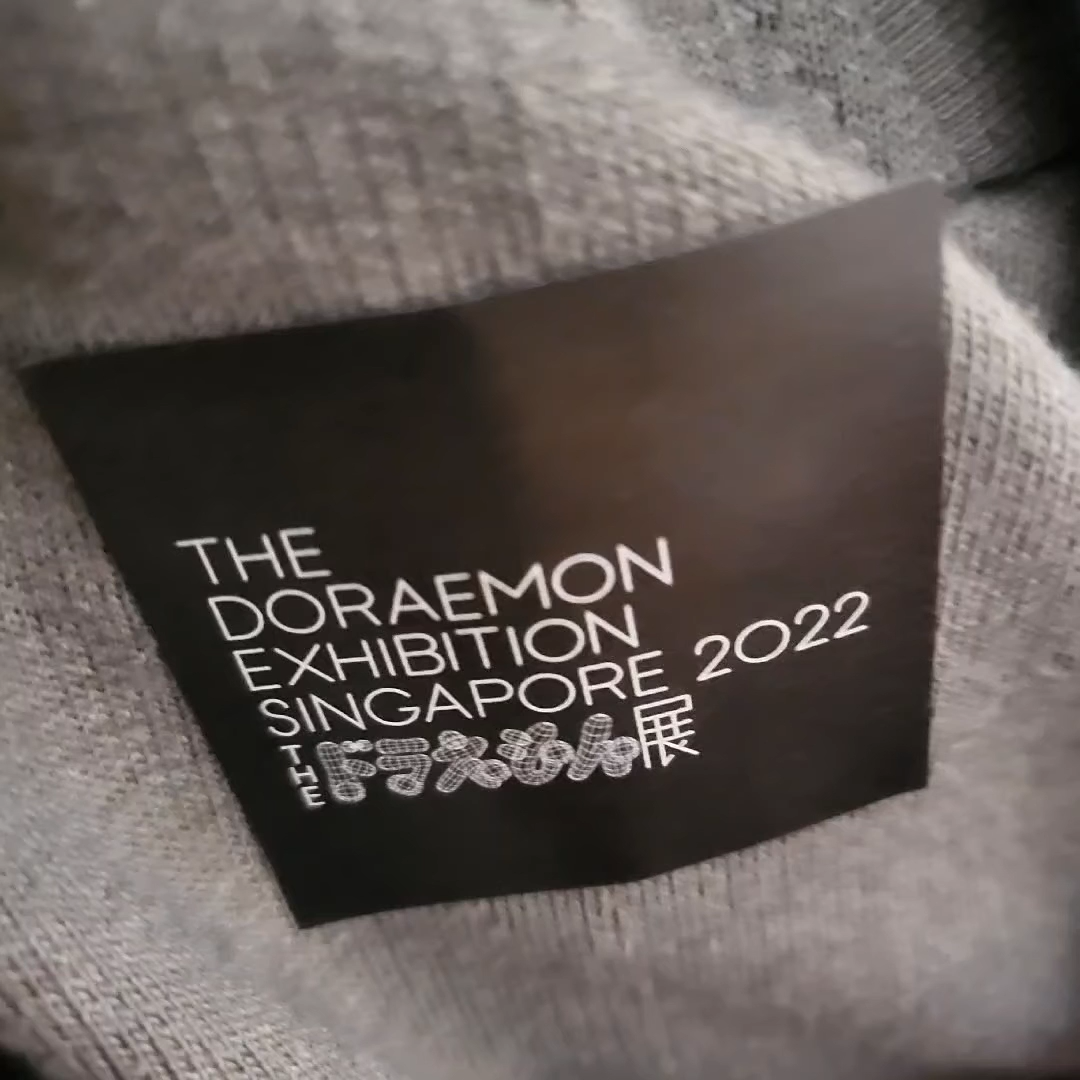 THE
DORAEMON
EXHIBITION
SINGAPORE 2022
THE ドラえもん展